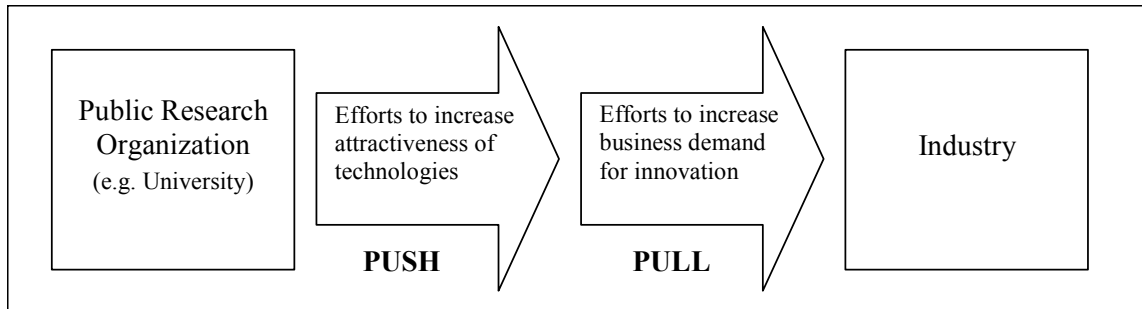 Public Research
Organization
(e.g. University)
Efforts to increase
attractiveness of
technologies
PUSH
Efforts to increase
business demand
for innovation
PULL
Industry